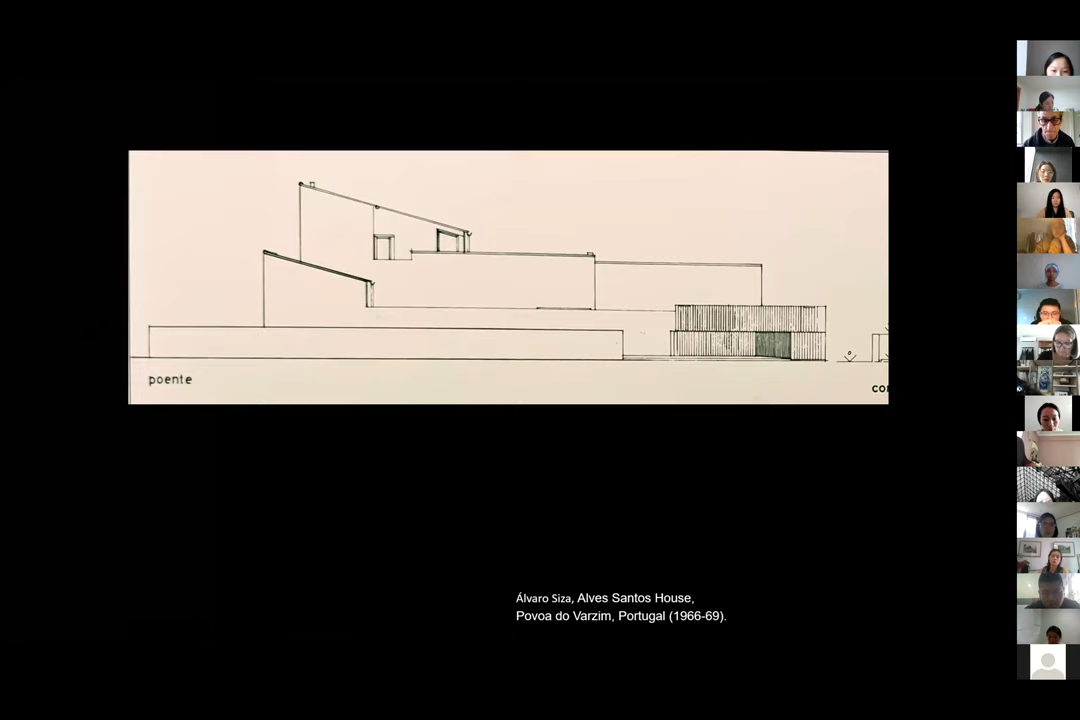 poente
Álvaro Siza, Alves Santos House,
Povoa do Varzim, Portugal (1966-69).